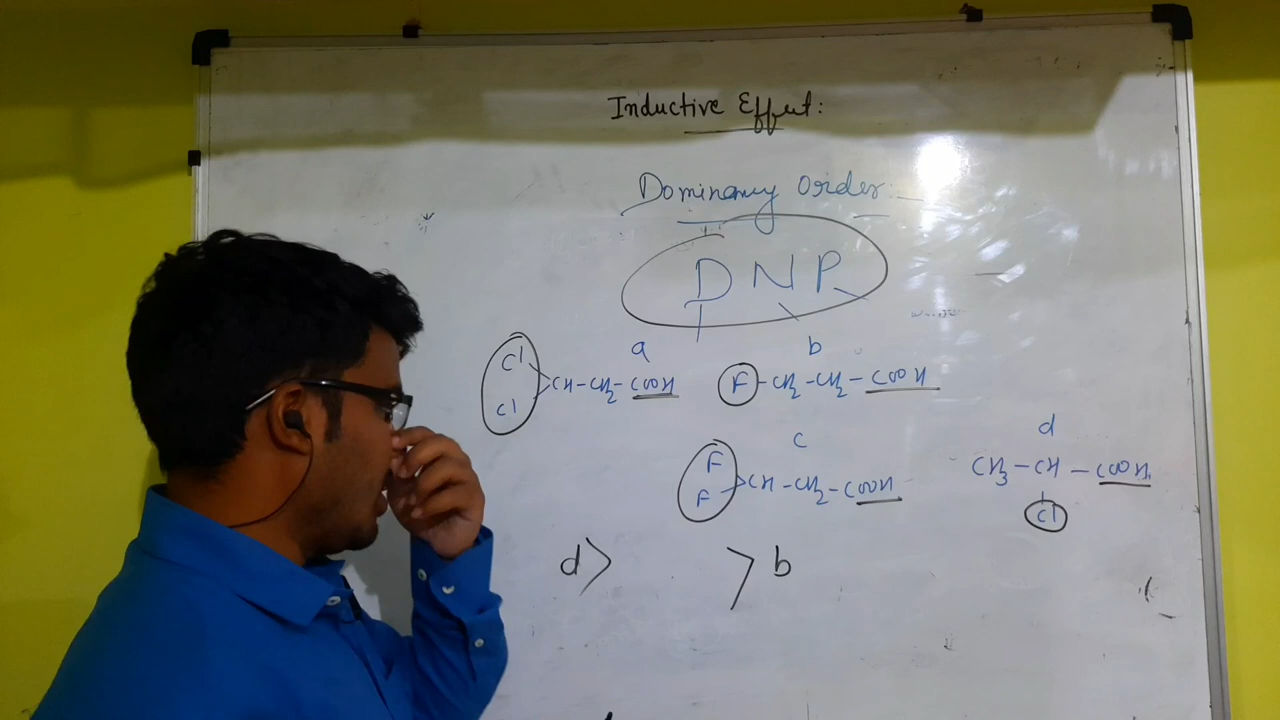 Inductive Effect:
Dominancy Order:
D N P
a
b
Cl
Cl
CH-CH2-COOH
F-CH2-CH2-COOH
c
d
F
F
CH-CH2-COOH
CH3-CH-COOH
Cl
d> >b